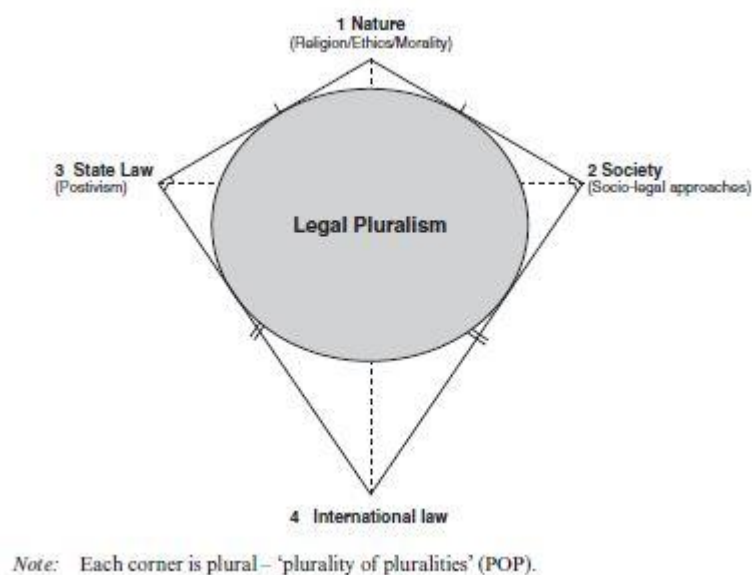 1 Nature
(Religion/Ethics/Morality)
3 State Law
(Postivism)
2 Society
(Socio-legal approaches)
Legal Pluralism
4 International law
Note: Each corner is plural – ‘plurality of pluralities’ (POP).